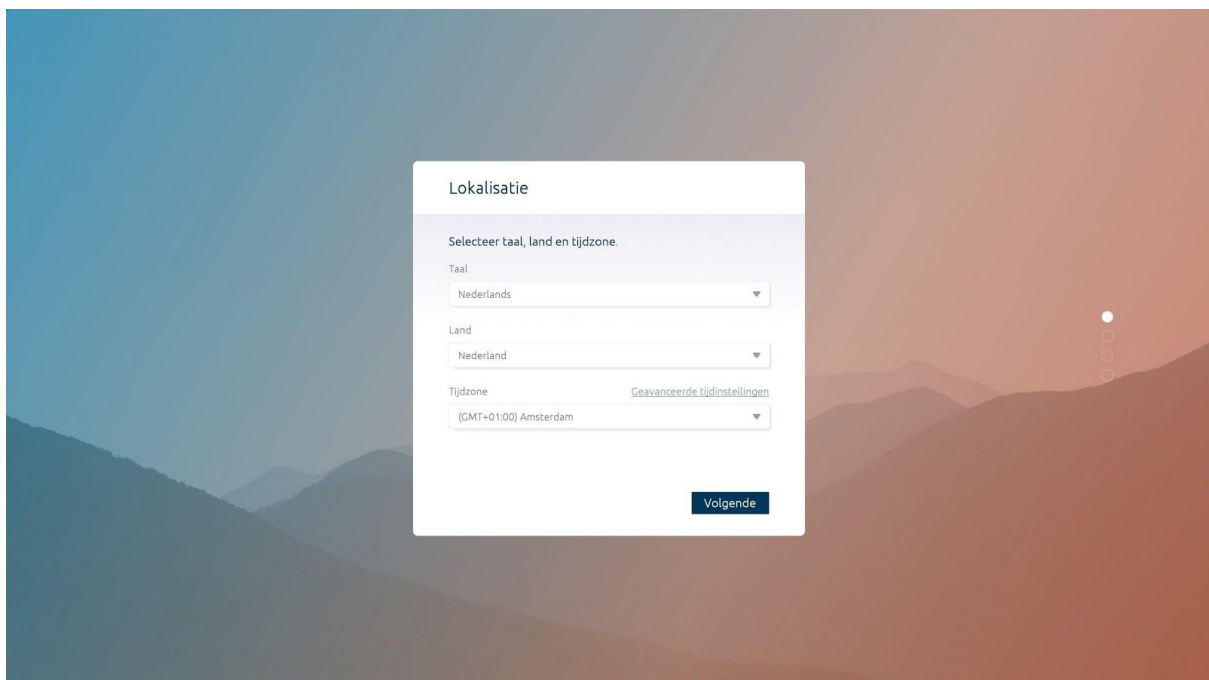 Lokalisatie
Selecteer taal, land en tijdzone.
Taal
Nederlands
Land
Nederland
Tijdzone Geavanceerde tijdinstellingen
(GMT+01:00) Amsterdam
Volgende